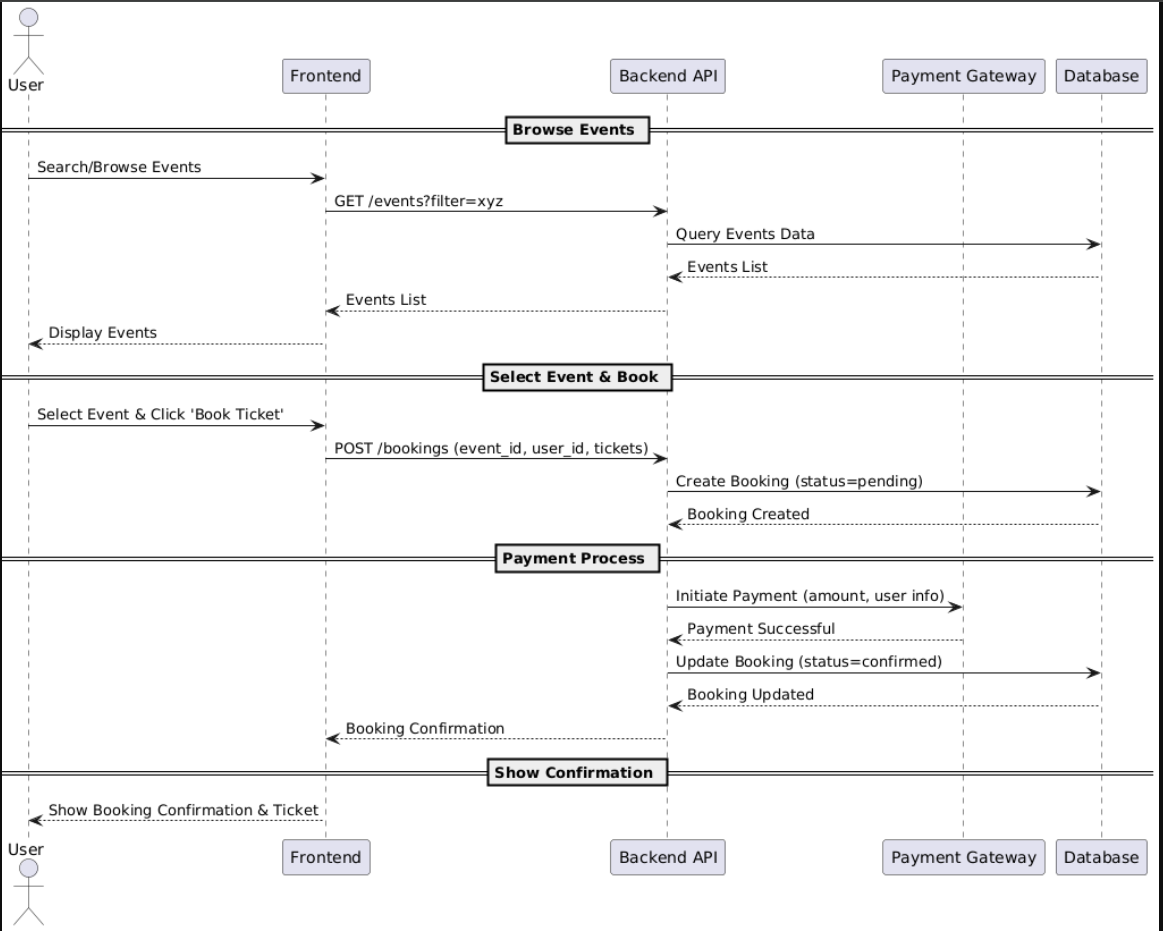 User
Frontend
Backend API
Payment Gateway
Database
Browse Events
Search/Browse Events
GET /events?filter=xyz
Query Events Data
Events List
Events List
Display Events
Select Event & Book
Select Event & Click 'Book Ticket'
POST /bookings (event_id, user_id, tickets)
Create Booking (status=pending)
Booking Created
Payment Process
Initiate Payment (amount, user info)
Payment Successful
Update Booking (status=confirmed)
Booking Updated
Booking Confirmation
Show Confirmation
Show Booking Confirmation & Ticket
User
Frontend
Backend API
Payment Gateway
Database